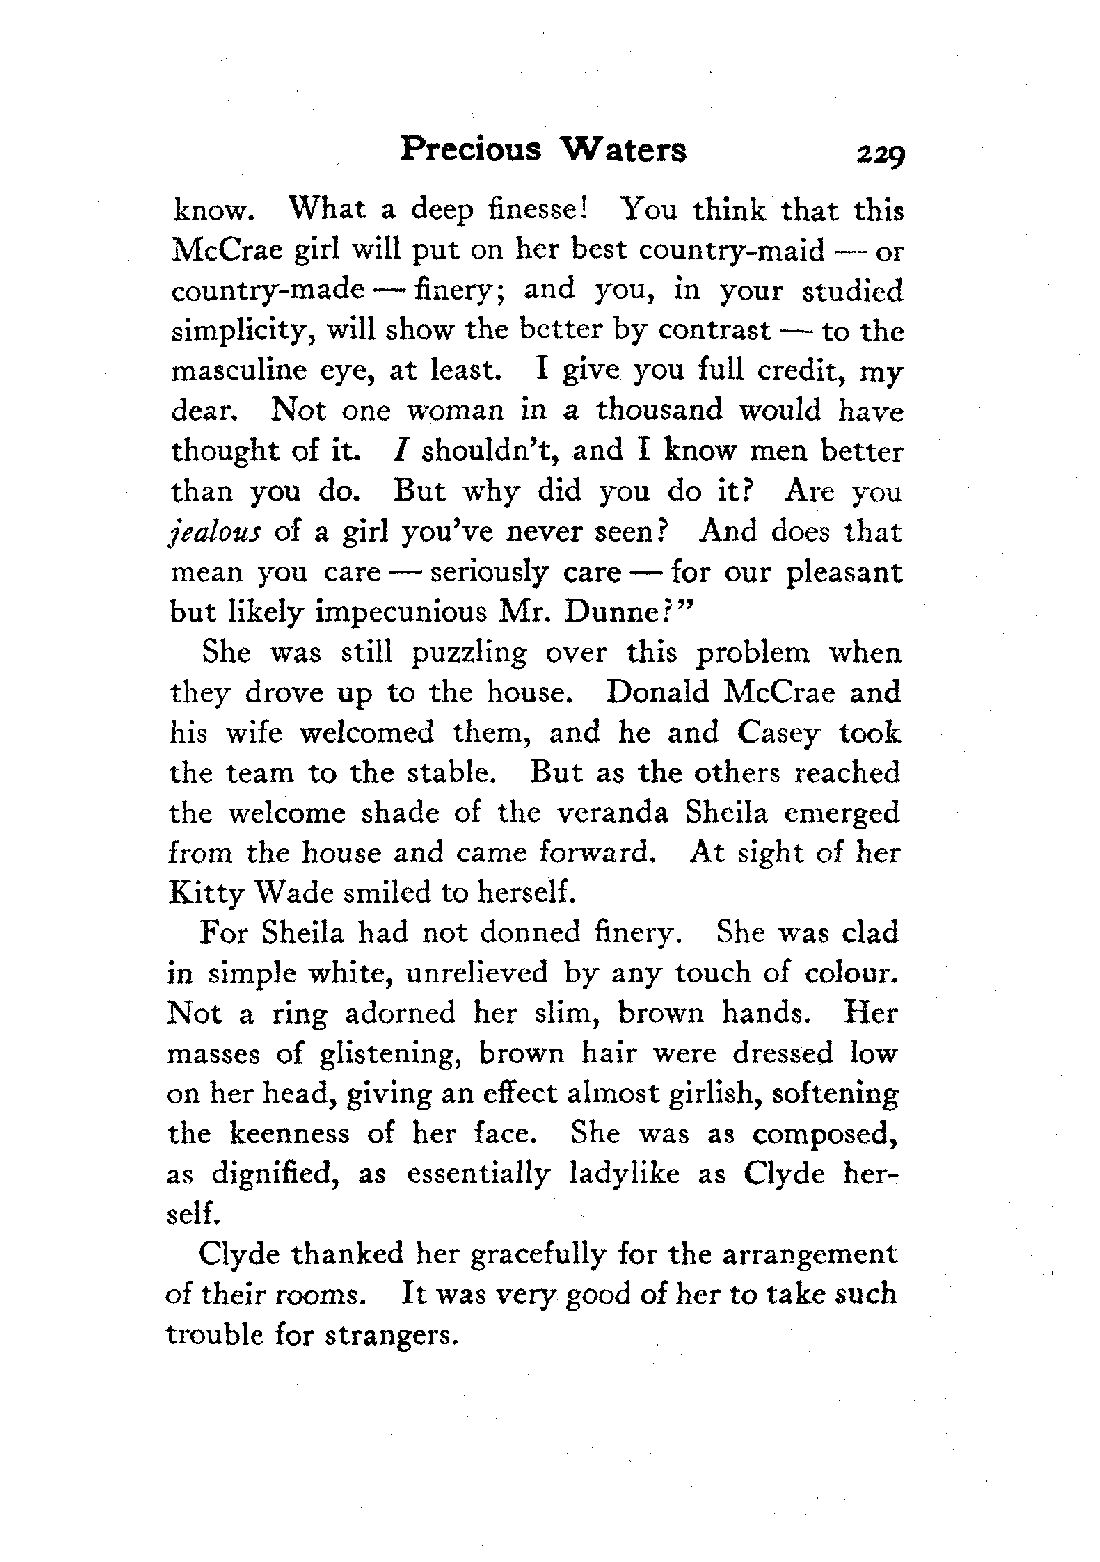 Precious Waters 229
know. What a deep finesse! You think that this
McCrae girl will put on her best country-maid — or
country-made — finery; and you, in your studied
simplicity, will show the better by contrast — to the
masculine eye, at least. I give you full credit, my
dear. Not one woman in a thousand would have
thought of it. I shouldn't, and I know men better
than you do. But why did you do it? Are you
jealous of a girl you've never seen? And does that
mean you care — seriously care — for our pleasant
but likely impecunious Mr. Dunne?"
She was still puzzling over this problem when
they drove up to the house. Donald McCrae and
his wife welcomed them, and he and Casey took
the team to the stable. But as the others reached
the welcome shade of the veranda Sheila emerged
from the house and came forward. At sight of her
Kitty Wade smiled to herself.
For Sheila had not donned finery. She was clad
in simple white, unrelieved by any touch of colour.
Not a ring adorned her slim, brown hands. Her
masses of glistening, brown hair were dressed low
on her head, giving an effect almost girlish, softening
the keenness of her face. She was as composed,
as dignified, as essentially ladylike as Clyde her-
self.
Clyde thanked her gracefully for the arrangement
of their rooms. It was very good of her to take such
trouble for strangers.